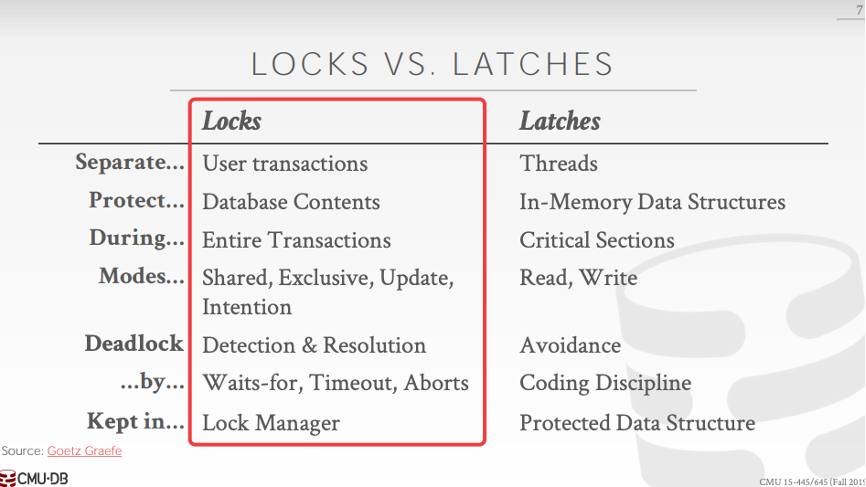 7
LOCKS VS. LATCHES
Locks Latches
Separate... User transactions Threads
Protect... Database Contents In-Memory Data Structures
During... Entire Transactions Critical Sections
Modes... Shared, Exclusive, Update, Read, Write
Intention
Deadlock Detection & Resolution Avoidance
...by... Waits-for, Timeout, Aborts Coding Discipline
Kept in... Lock Manager Protected Data Structure
Source: Goetz Graefe
CMU·DB
CMU 15-445/645 (Fall